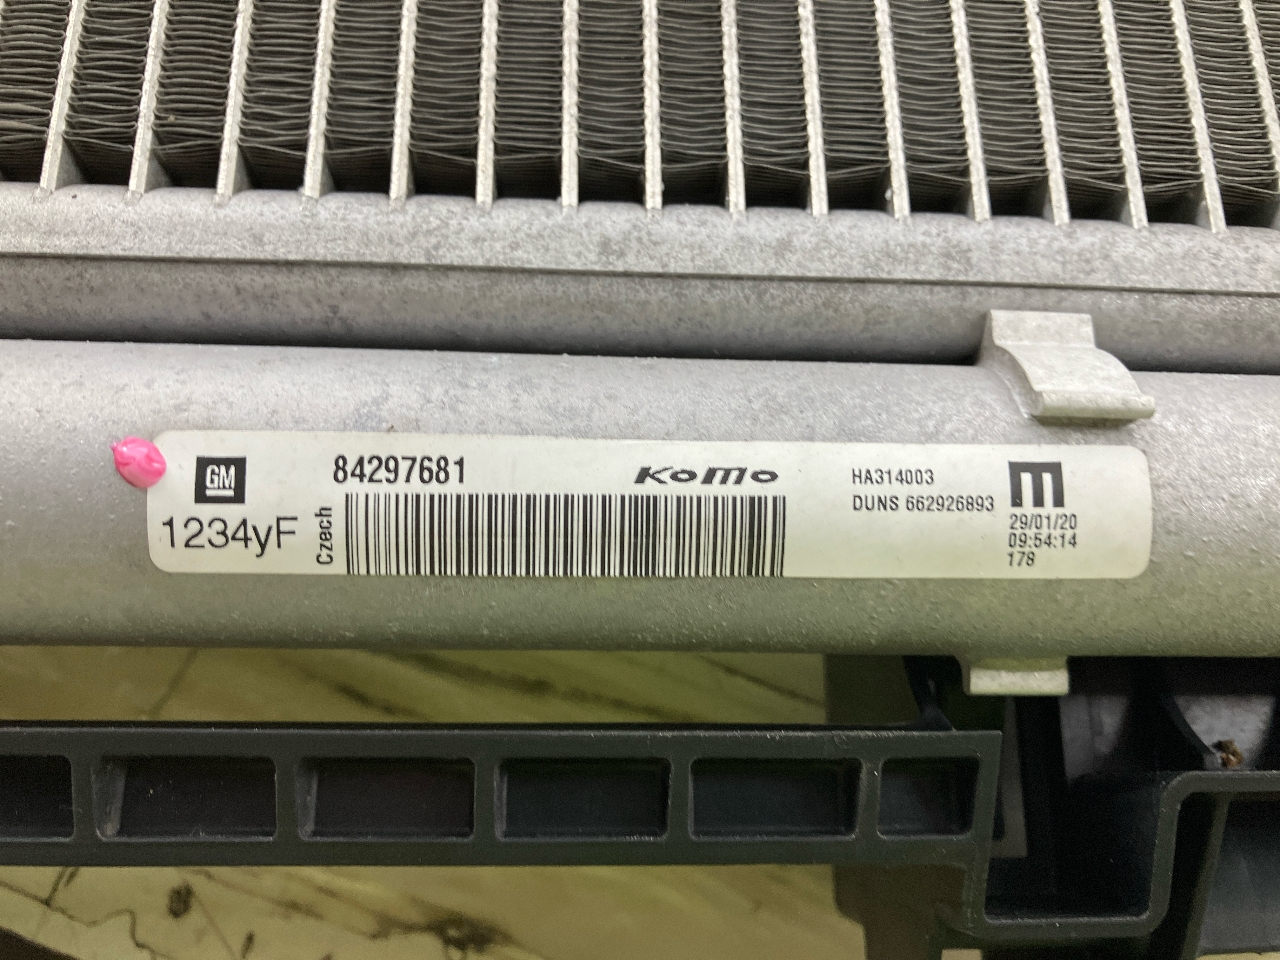 GM
1234yF
Czech
84297681
KoMo
HA314003
DUNS 662926893
m
29/01/20
09:54:14
178